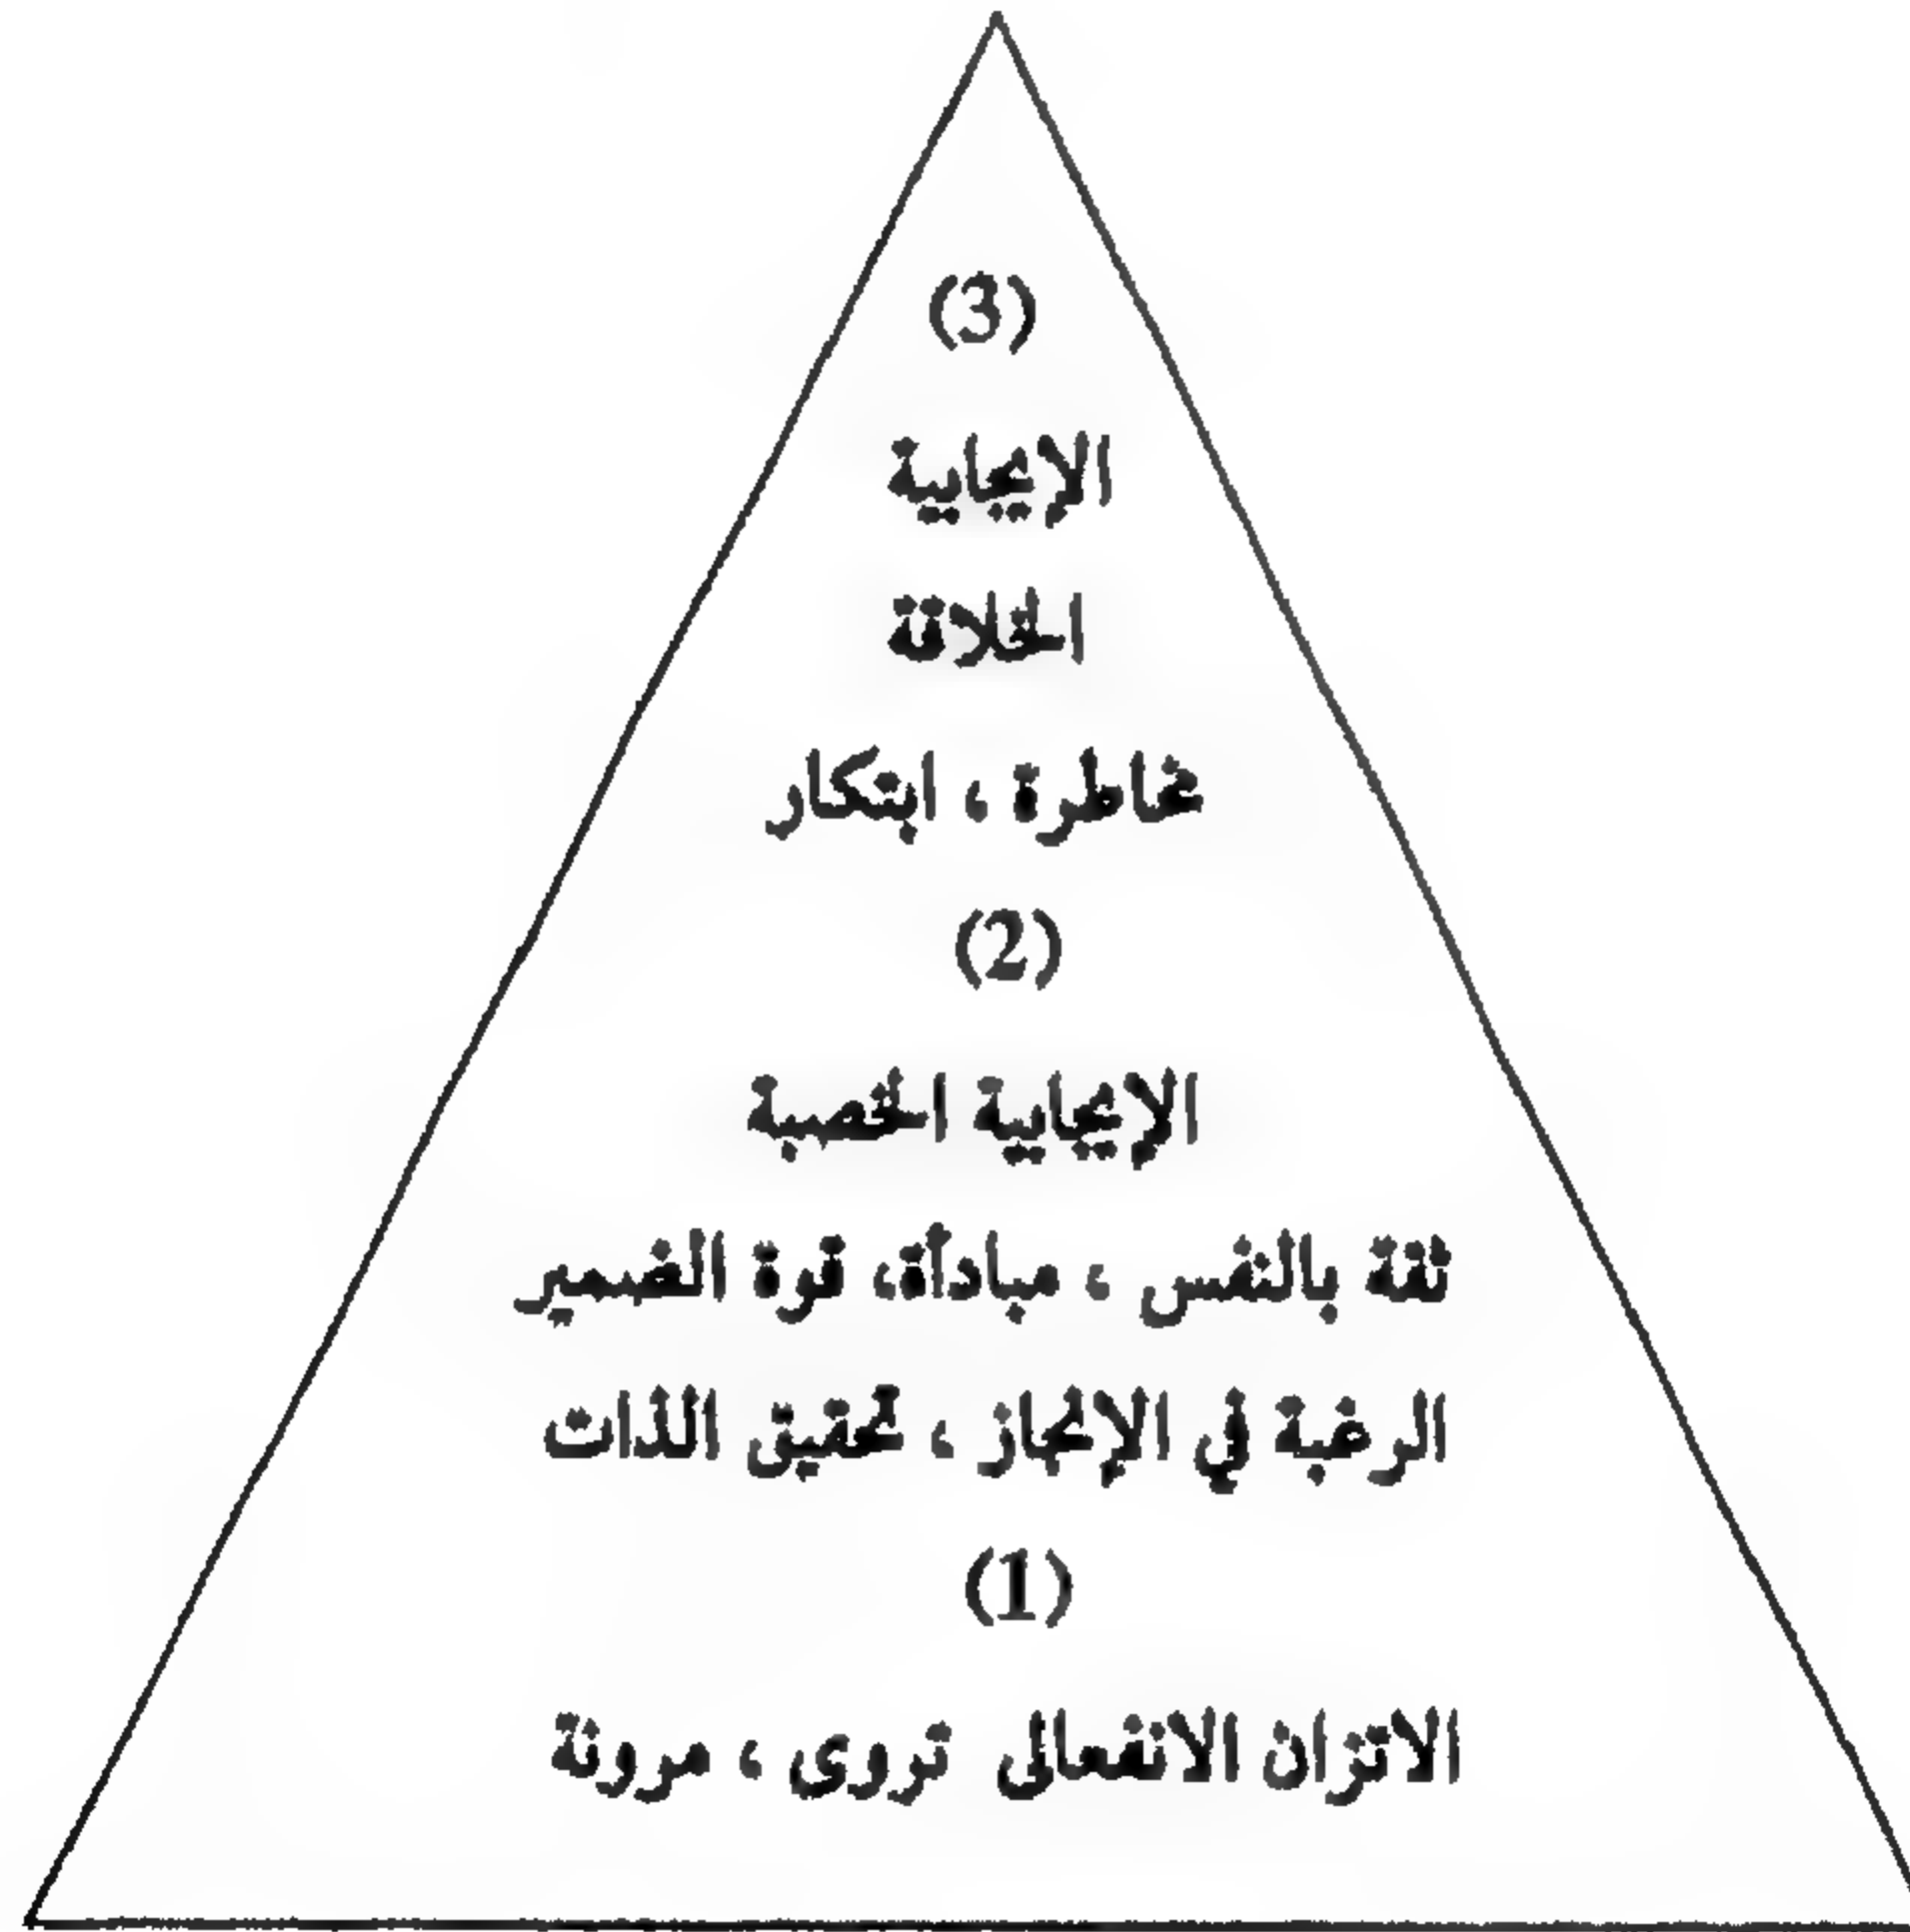 (3)
الإيجابية
الخلاقة
مخاطرة ، ابتكار
(2)
الإيجابية الخصبة
ثقة بالنفس ، مبادأة، قوة الضمير
الرغبة في الإنجاز ، تحقيق الذات
(1)
الاتزان الانفعالى تروى ، مرونة